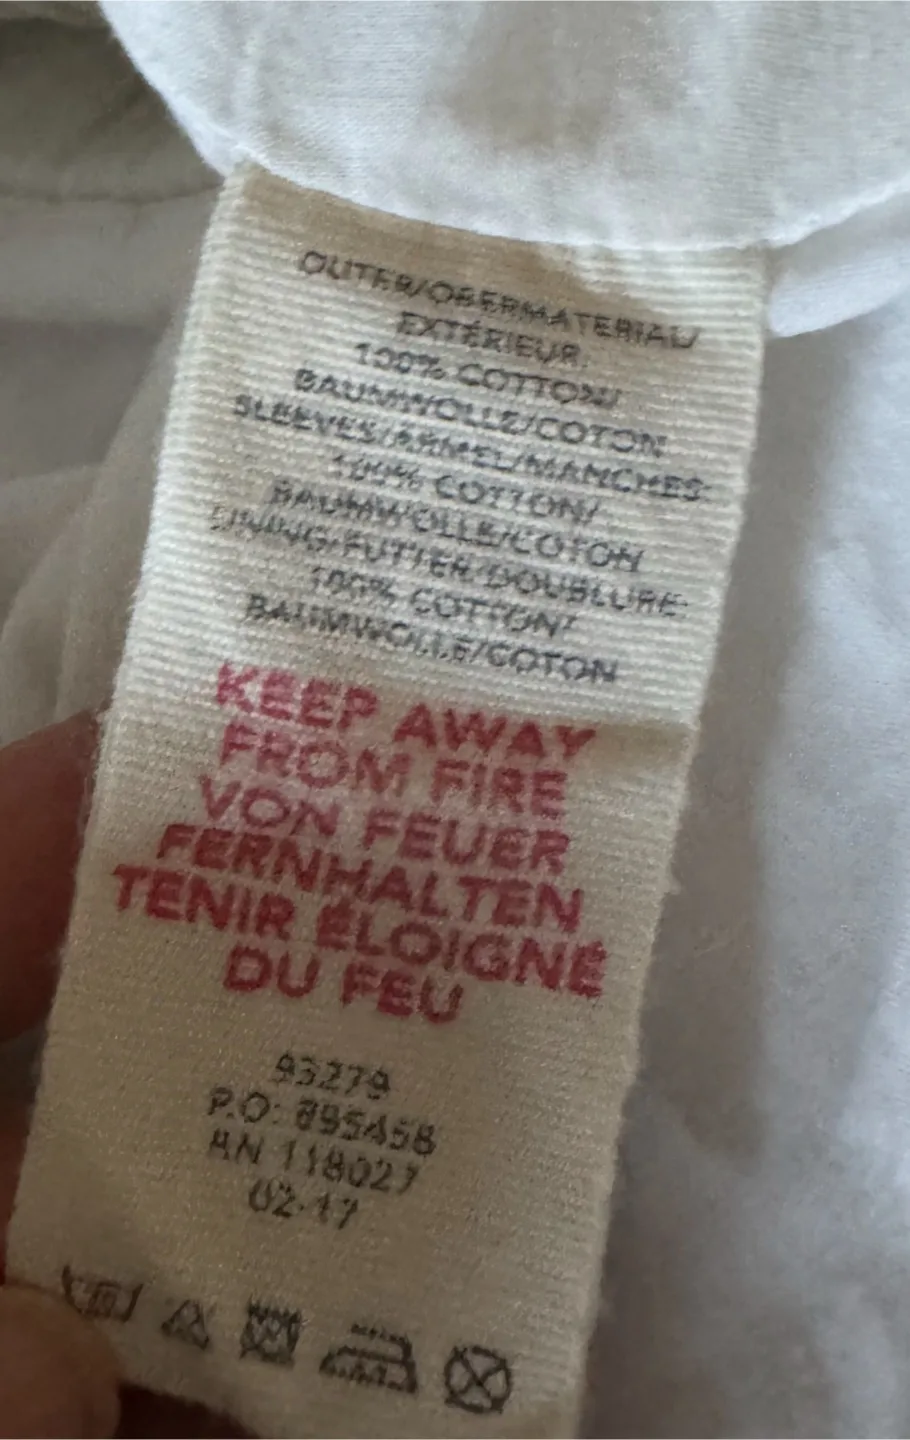 OUTER/OBERMATERIAL/
EXTÉRIEUR:
100% COTTON/
BAUMWOLLE/COTON
SLEEVES/ÄRMEL/MANCHES:
100% COTTON/
BAUMWOLLE/COTON
LINING/FUTTER/DOUBLURE:
100% COTTON/
BAUMWOLLE/COTON
KEEP AWAY
FROM FIRE
VON FEUER
FERNHALTEN
TENIR ÉLOIGNÉ
DU FEU
93279
P.O: 895458
AN 118027
02-17